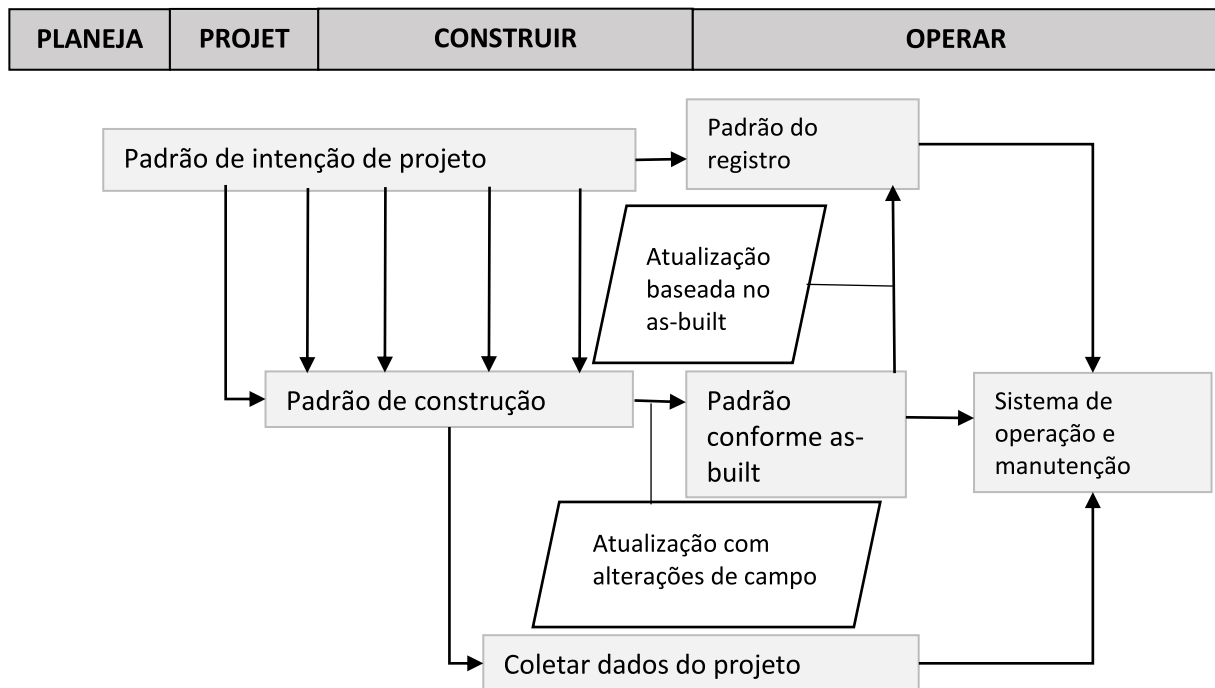 PLANEJA
PROJET
CONSTRUIR
OPERAR
Padrão de intenção de projeto
Padrão do
registro
Atualização
baseada no
as-built
Padrão de construção
Padrão
conforme as-
built
Sistema de
operação e
manutenção
Atualização com
alterações de campo
Coletar dados do projeto